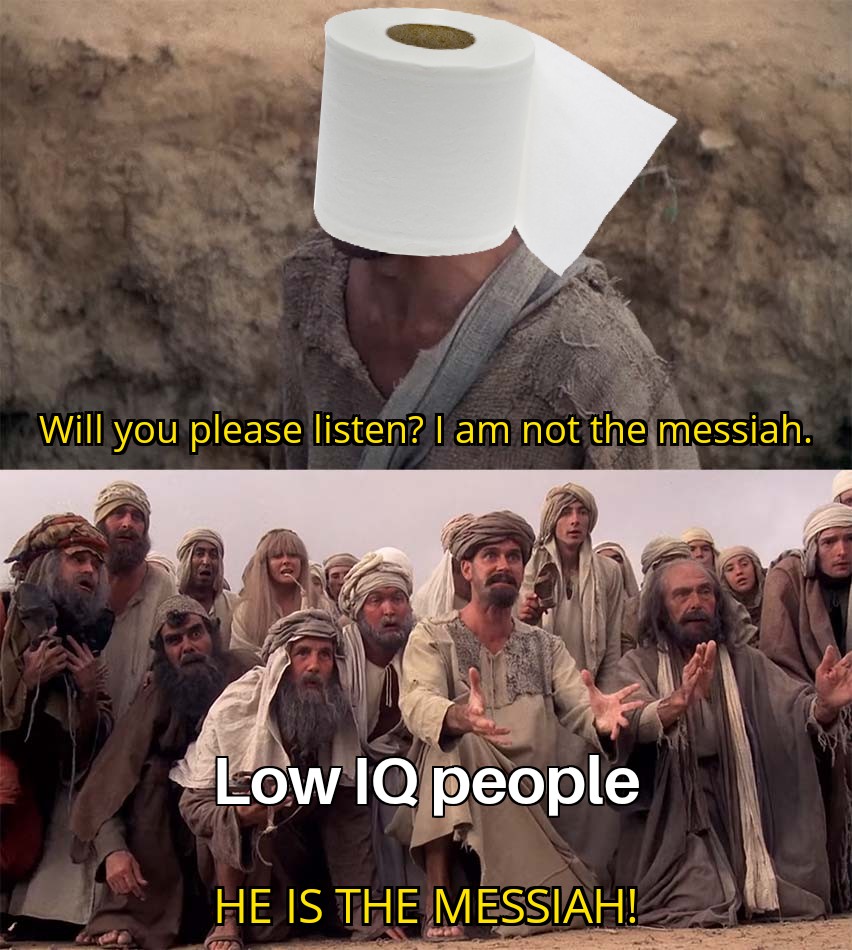 Will you please listen? I am not the messiah.
Low IQ people
HE IS THE MESSIAH!